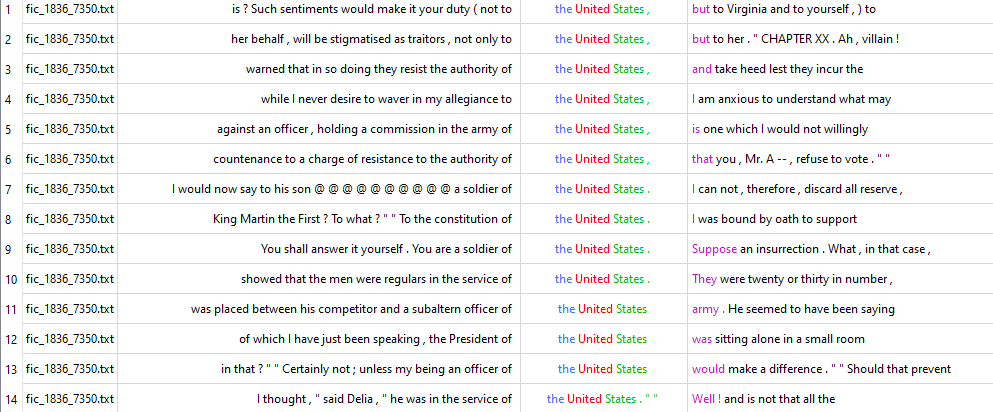 1 fic_1836_7350.txt is ? Such sentiments would make it your duty ( not to the United States , but to Virginia and to yourself , ) to
2 fic_1836_7350.txt her behalf , will be stigmatised as traitors , not only to the United States , but to her . " CHAPTER XX . Ah , villain !
3 fic_1836_7350.txt warned that in so doing they resist the authority of the United States , and take heed lest they incur the
4 fic_1836_7350.txt while I never desire to waver in my allegiance to the United States , I am anxious to understand what may
5 fic_1836_7350.txt against an officer , holding a commission in the army of the United States , is one which I would not willingly
6 fic_1836_7350.txt countenance to a charge of resistance to the authority of the United States , that you , Mr. A -- , refuse to vote . " "
7 fic_1836_7350.txt I would now say to his son @ @ @ @ @ @ @ @ @ @ a soldier of the United States . I can not , therefore , discard all reserve ,
8 fic_1836_7350.txt King Martin the First ? To what ? " " To the constitution of the United States . I was bound by oath to support
9 fic_1836_7350.txt You shall answer it yourself . You are a soldier of the United States . Suppose an insurrection . What , in that case ,
10 fic_1836_7350.txt showed that the men were regulars in the service of the United States . They were twenty or thirty in number ,
11 fic_1836_7350.txt was placed between his competitor and a subaltern officer of the United States army . He seemed to have been saying
12 fic_1836_7350.txt of which I have just been speaking , the President of the United States was sitting alone in a small room
13 fic_1836_7350.txt in that ? " " Certainly not ; unless my being an officer of the United States would make a difference . " " Should that prevent
14 fic_1836_7350.txt I thought , " said Delia , " he was in the service of the United States . " " Well ! and is not that all the